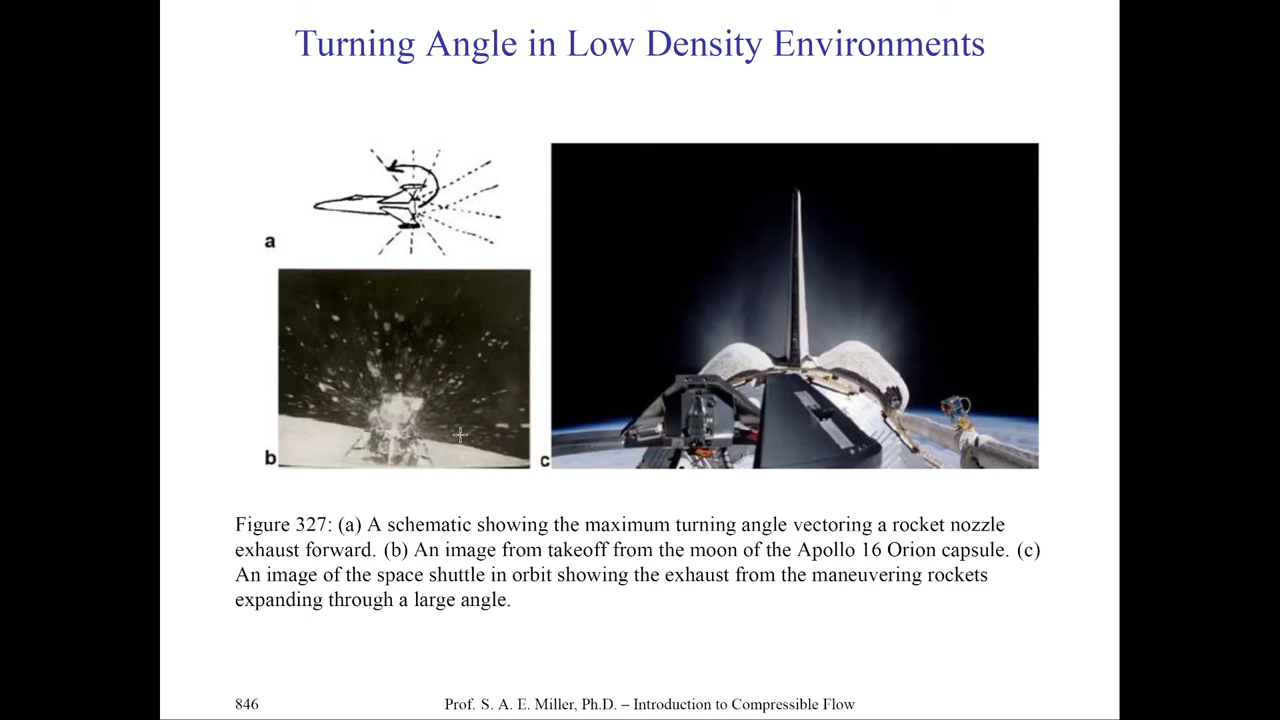 Turning Angle in Low Density Environments
a
b
c
Figure 327: (a) A schematic showing the maximum turning angle vectoring a rocket nozzle
exhaust forward. (b) An image from takeoff from the moon of the Apollo 16 Orion capsule. (c)
An image of the space shuttle in orbit showing the exhaust from the maneuvering rockets
expanding through a large angle.
846 Prof. S. A. E. Miller, Ph.D. – Introduction to Compressible Flow